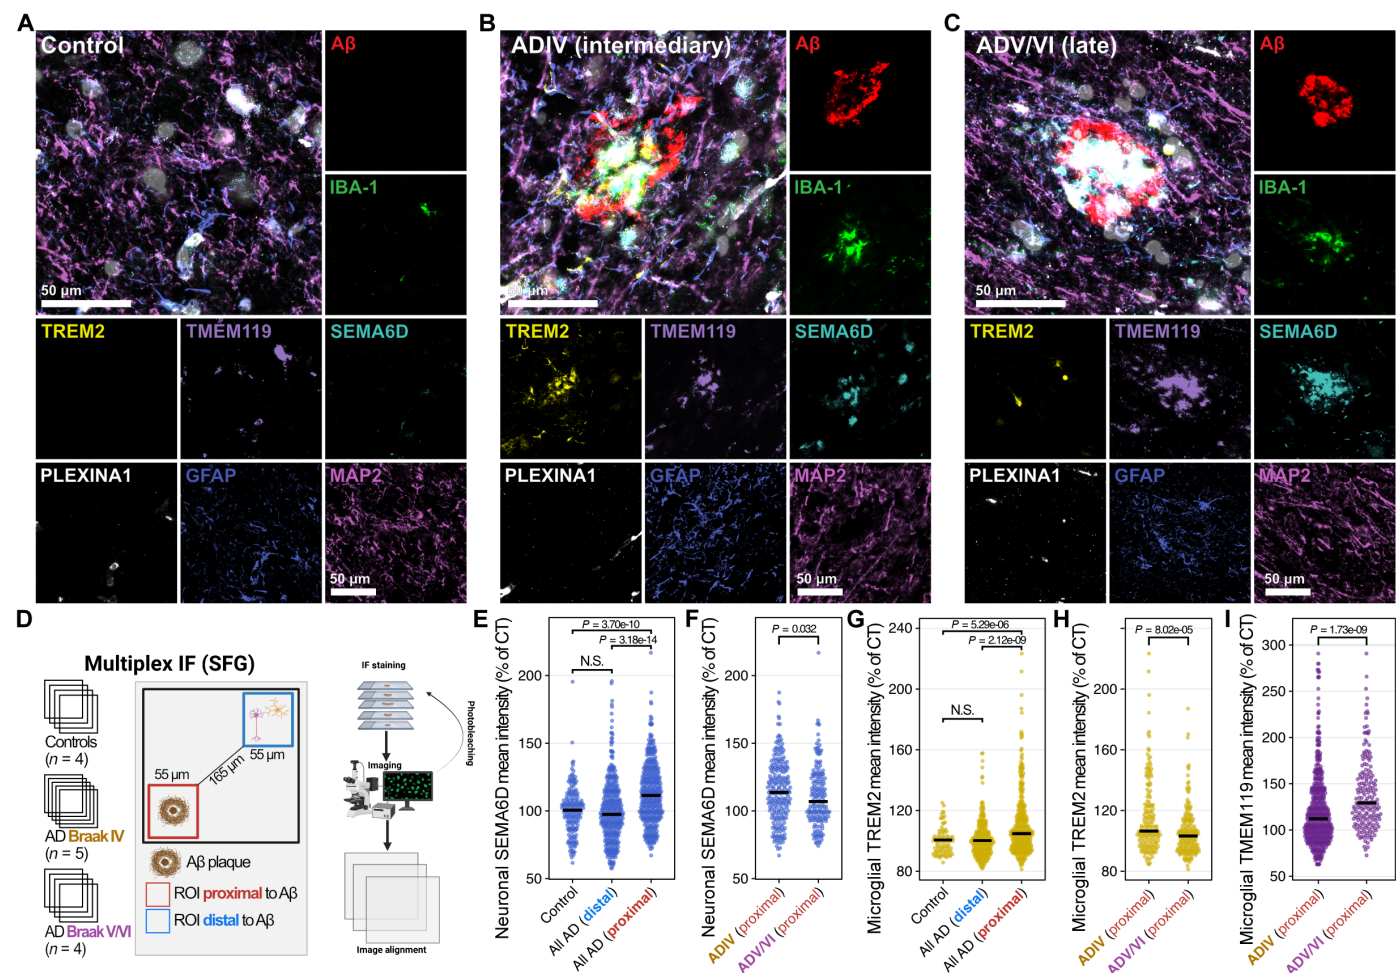 A
Control
Aβ
IBA-1
50 µm
TREM2
TMEM119
SEMA6D
PLEXINA1
GFAP
MAP2
50 µm
B
ADIV (intermediary)
Aβ
IBA-1
50 µm
TREM2
TMEM119
SEMA6D
PLEXINA1
GFAP
MAP2
50 µm
C
ADV/VI (late)
Aβ
IBA-1
50 µm
TREM2
TMEM119
SEMA6D
PLEXINA1
GFAP
MAP2
50 µm
D
Multiplex IF (SFG)
Controls
(n = 4)
AD Braak IV
(n = 5)
AD Braak V/VI
(n = 4)
55 µm
165 µm
55 µm
Aβ plaque
ROI proximal to Aβ
ROI distal to Aβ
IF staining
Photobleaching
Imaging
Image alignment
E
Neuronal SEMA6D mean intensity (% of CT)
P = 3.70e-10
P = 3.18e-14
N.S.
200
150
100
50
Control
All AD (distal)
All AD (proximal)
F
Neuronal SEMA6D mean intensity (% of CT)
P = 0.032
200
150
100
50
ADIV (proximal)
ADV/VI (proximal)
G
Microglial TREM2 mean intensity (% of CT)
P = 5.29e-06
P = 2.12e-09
N.S.
240
200
160
120
80
Control
All AD (distal)
All AD (proximal)
H
Microglial TREM2 mean intensity (% of CT)
P = 8.02e-05
240
200
160
120
80
ADIV (proximal)
ADV/VI (proximal)
I
Microglial TMEM119 mean intensity (% of CT)
P = 1.73e-09
300
250
200
150
100
50
ADIV (proximal)
ADV/VI (proximal)